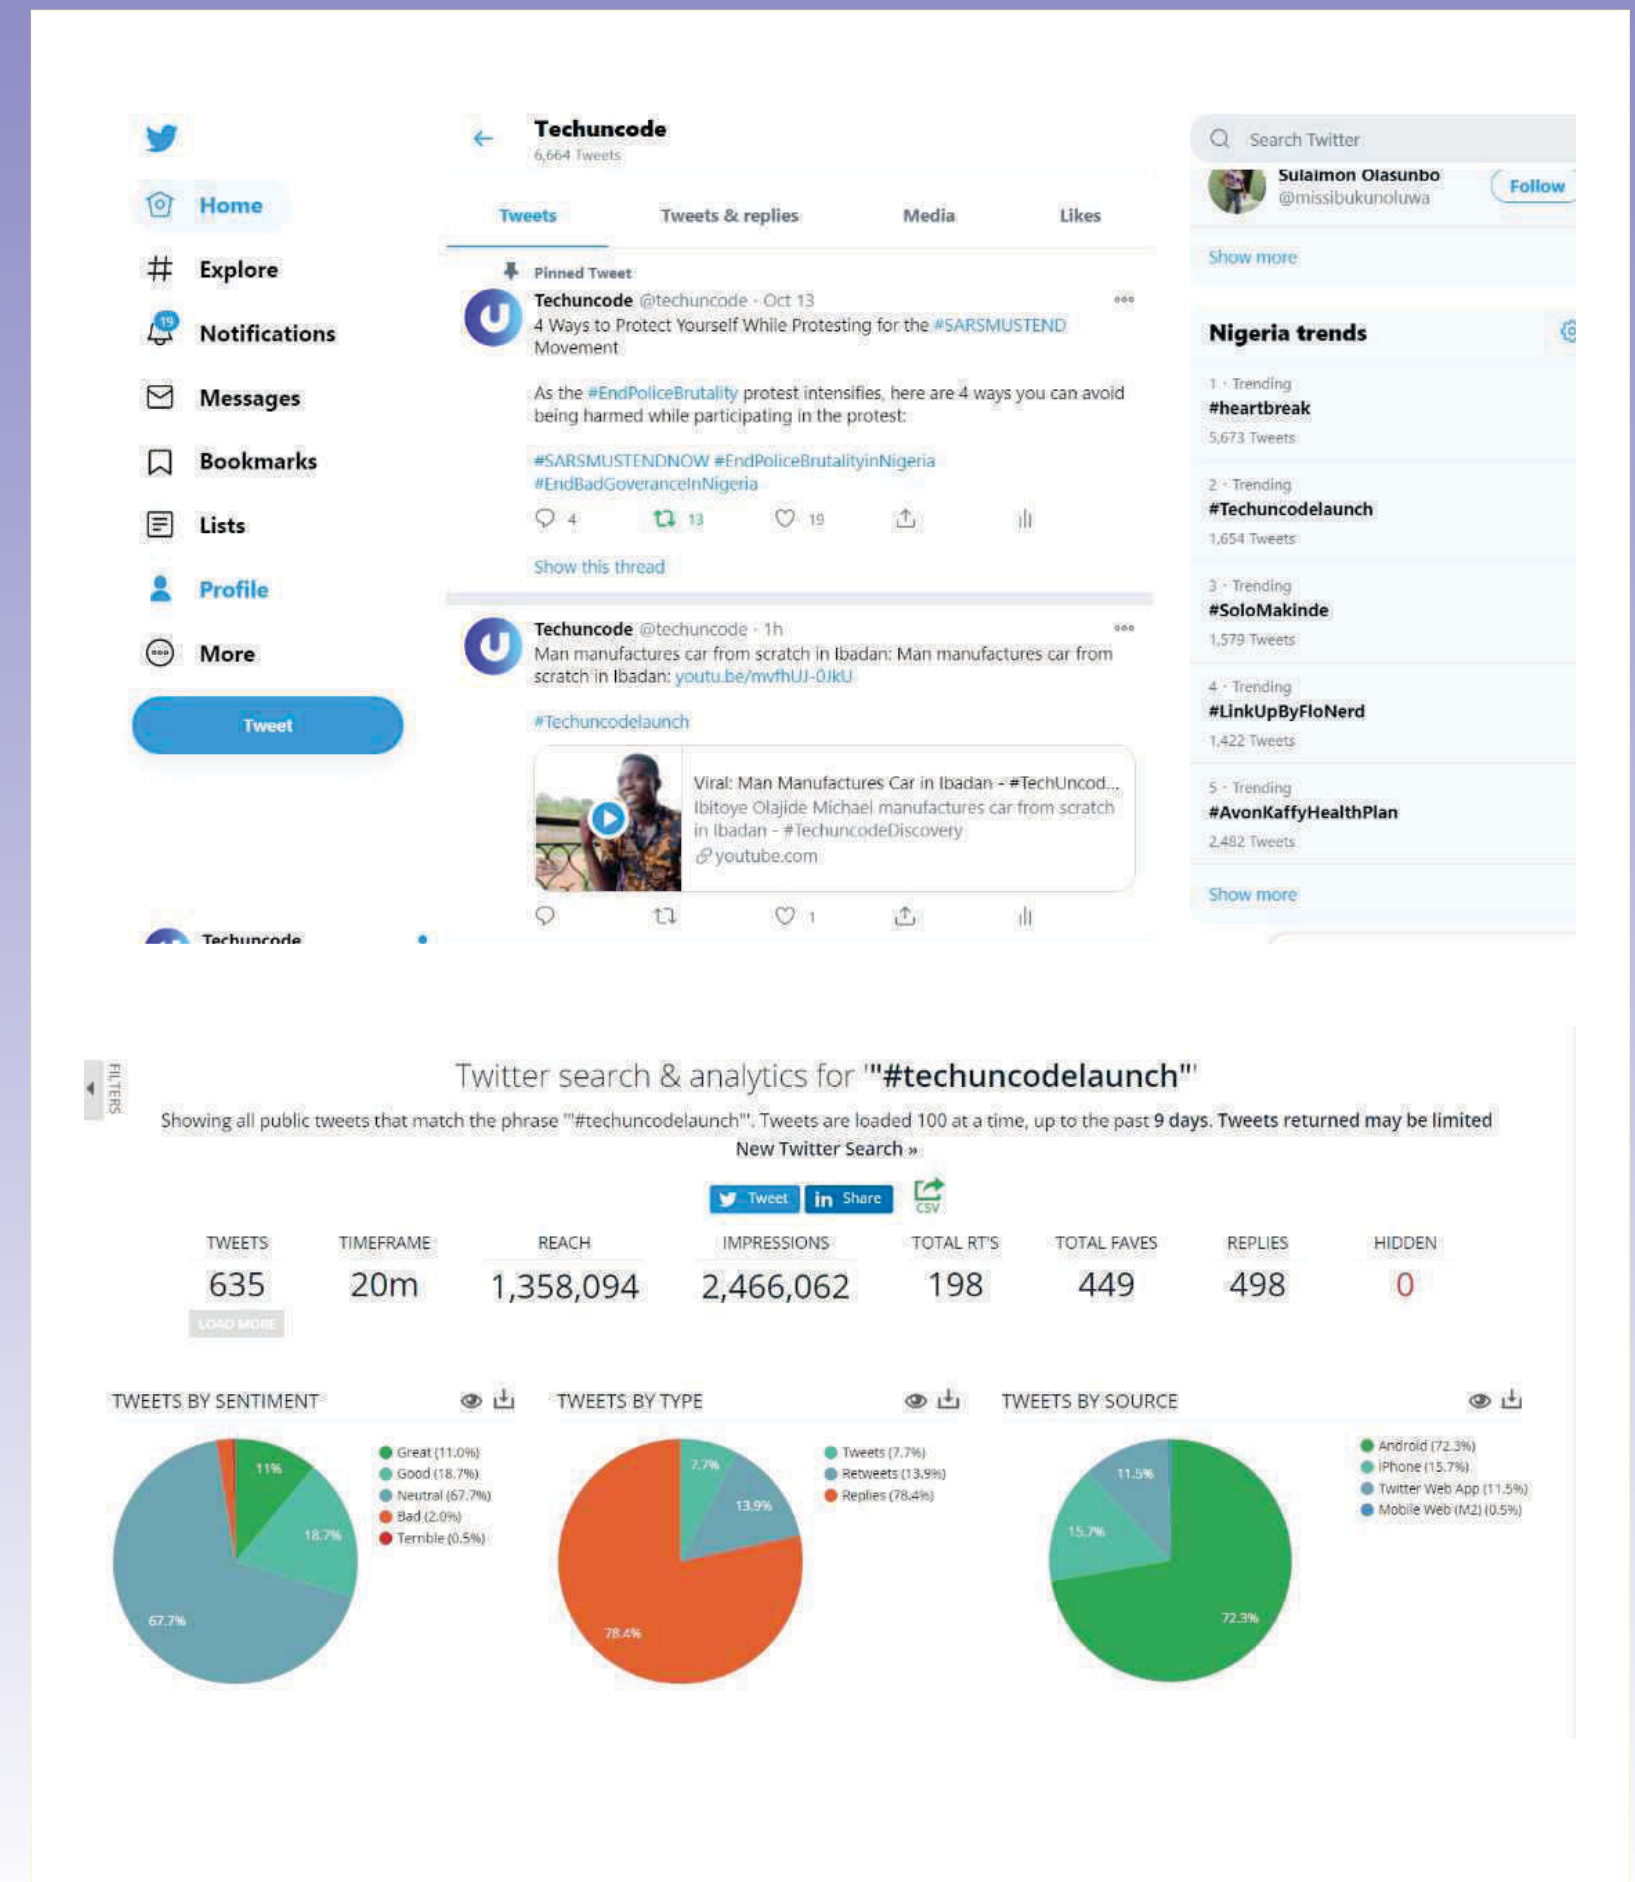 Home
Explore
19
Notifications
Messages
Bookmarks
Lists
Profile
More
Tweet
Techuncode
Techuncode
6,664 Tweets
Tweets
Tweets & replies
Media
Likes
Pinned Tweet
Techuncode @techuncode · Oct 13
4 Ways to Protect Yourself While Protesting for the #SARSMUSTEND
Movement
As the #EndPoliceBrutality protest intensifies, here are 4 ways you can avoid
being harmed while participating in the protest:
#SARSMUSTENDNOW #EndPoliceBrutalityinNigeria
#EndBadGoveranceInNigeria
4
13
19
Show this thread
Techuncode @techuncode · 1h
Man manufactures car from scratch in Ibadan: Man manufactures car from
scratch in Ibadan: youtu.be/mvfhUJ-0JkU
#Techuncodelaunch
Viral: Man Manufactures Car in Ibadan - #TechUncod...
Ibitoye Olajide Michael manufactures car from scratch
in Ibadan - #TechuncodeDiscovery
youtube.com
1
Search Twitter
Sulaimon Olasunbo
@missibukunoluwa
Follow
Show more
Nigeria trends
1 · Trending
#heartbreak
5,673 Tweets
2 · Trending
#Techuncodelaunch
1,654 Tweets
3 · Trending
#SoloMakinde
1,579 Tweets
4 · Trending
#LinkUpByFloNerd
1,422 Tweets
5 · Trending
#AvonKaffyHealthPlan
2,482 Tweets
Show more
FILTERS
Twitter search & analytics for '"#techuncodelaunch"'
Showing all public tweets that match the phrase '"#techuncodelaunch"'. Tweets are loaded 100 at a time, up to the past 9 days. Tweets returned may be limited
New Twitter Search »
Tweet
in Share
CSV
TWEETS
635
LOAD MORE
TIMEFRAME
20m
REACH
1,358,094
IMPRESSIONS
2,466,062
TOTAL RT'S
198
TOTAL FAVES
449
REPLIES
498
HIDDEN
0
TWEETS BY SENTIMENT
11%
18.7%
67.7%
Great (11.0%)
Good (18.7%)
Neutral (67.7%)
Bad (2.0%)
Terrible (0.5%)
TWEETS BY TYPE
7.7%
13.9%
78.4%
Tweets (7.7%)
Retweets (13.9%)
Replies (78.4%)
TWEETS BY SOURCE
11.5%
15.7%
72.3%
Android (72.3%)
iPhone (15.7%)
Twitter Web App (11.5%)
Mobile Web (M2) (0.5%)